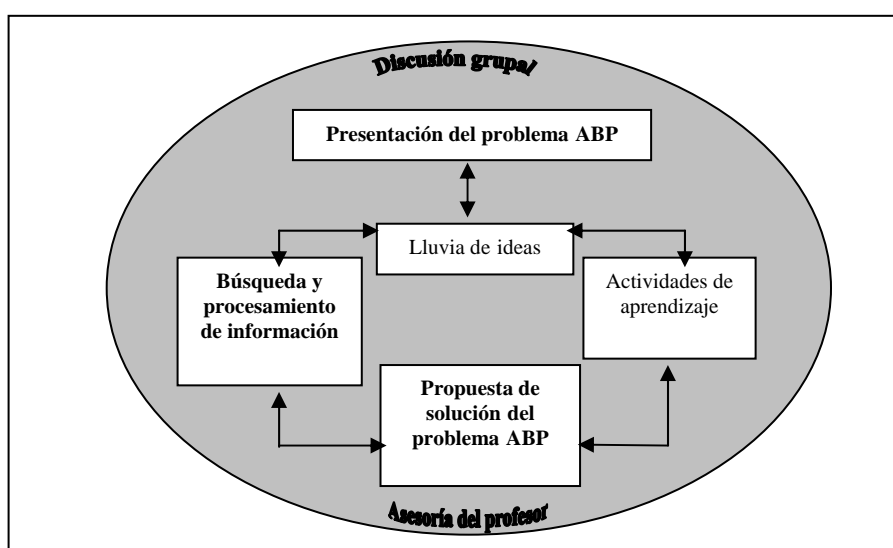 Discusión grupal
Presentación del problema ABP
Lluvia de ideas
Búsqueda y
procesamiento
de información
Actividades de
aprendizaje
Propuesta de
solución del
problema ABP
Asesoría del profesor